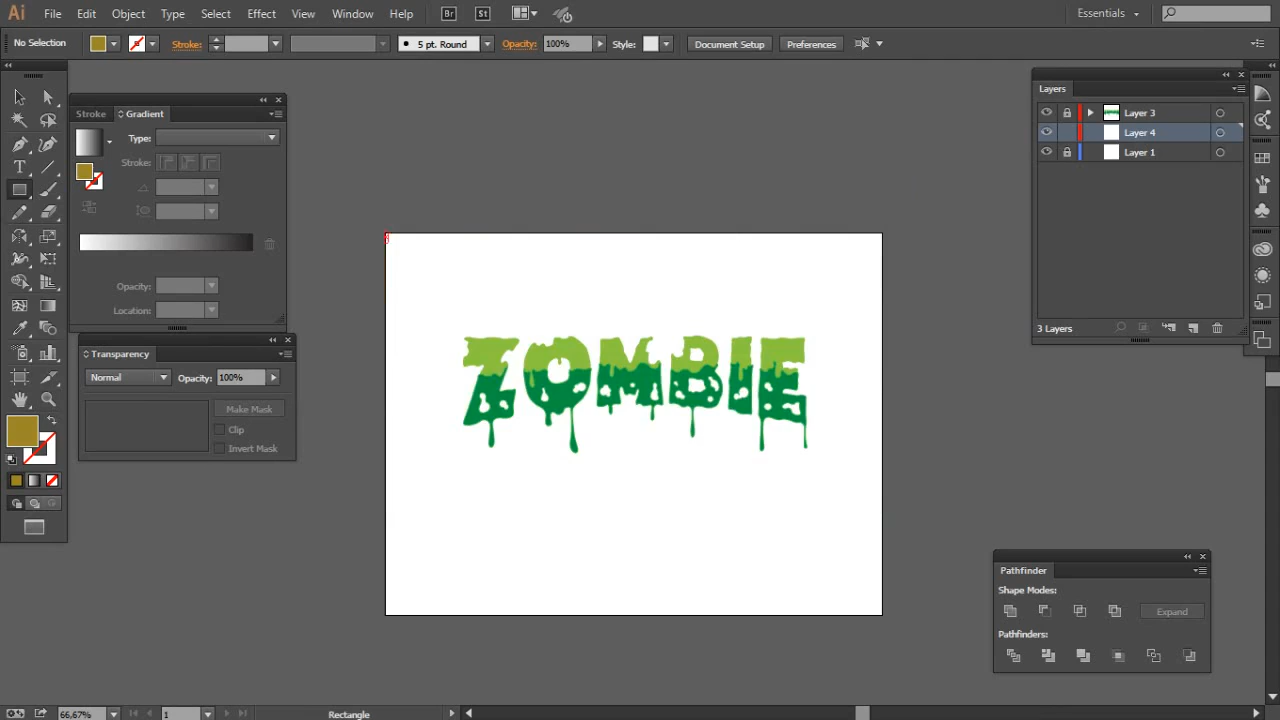 Ai File Edit Object Type Select Effect View Window Help Br St Essentials
No Selection Stroke: 5 pt. Round Opacity: 100% Style: Document Setup Preferences
Stroke Gradient
Type:
Stroke:
Opacity:
Location:
Transparency
Normal Opacity: 100%
Make Mask
Clip
Invert Mask
ZOMBIE
Layers
Layer 3
Layer 4
Layer 1
3 Layers
Pathfinder
Shape Modes:
Expand
Pathfinders:
66,67% 1 Rectangle